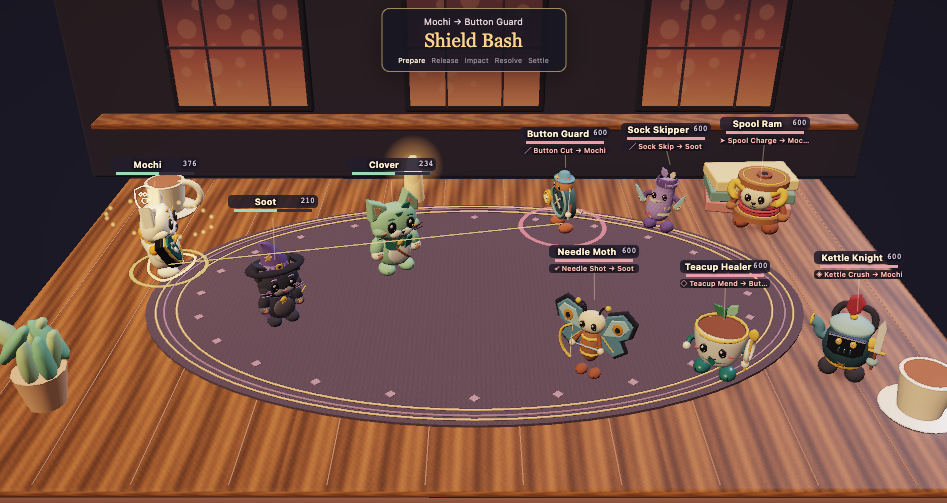 Mochi → Button Guard
Shield Bash
Prepare Release Impact Resolve Settle
Mochi 376
Soot 210
Clover 234
Button Guard 600
Button Cut → Mochi
Sock Skipper 600
Sock Skip → Soot
Spool Ram 600
Spool Charge → Moc...
Needle Moth 600
Needle Shot → Soot
Teacup Healer 600
Teacup Mend → But...
Kettle Knight 600
Kettle Crush → Mochi